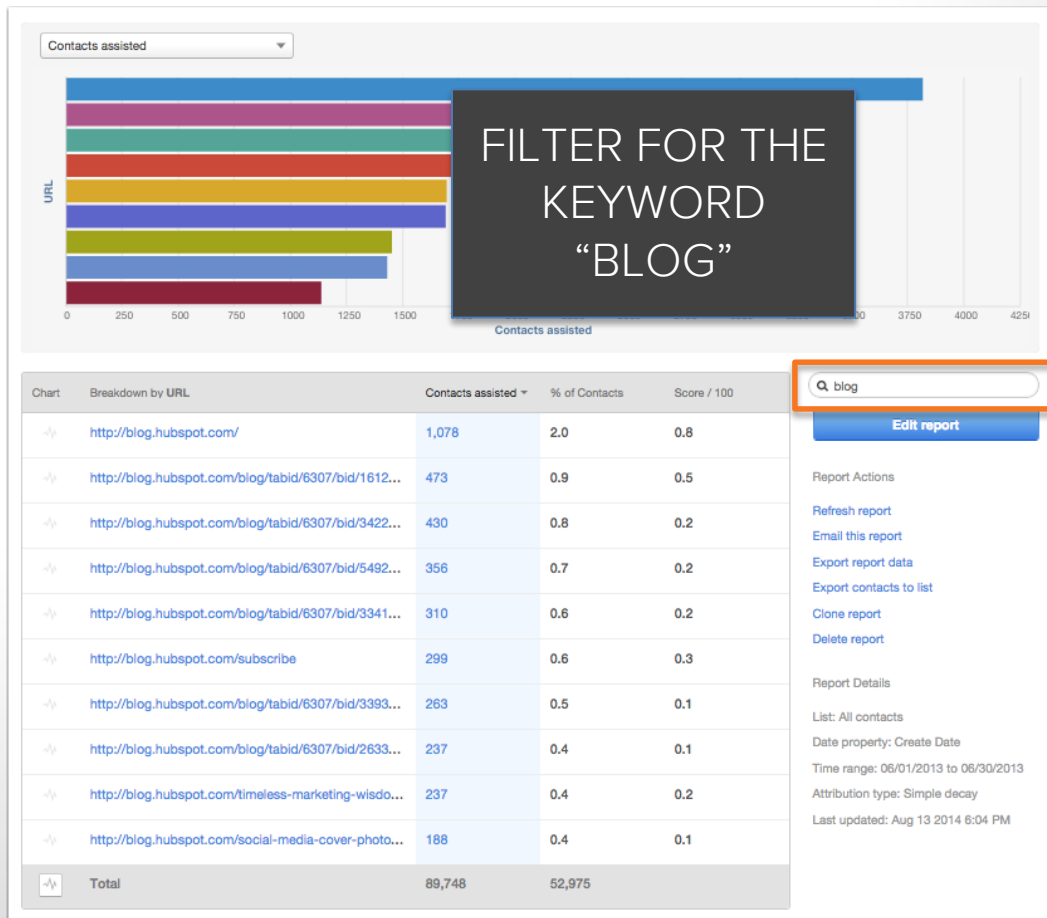 Contacts assisted
FILTER FOR THE
KEYWORD
“BLOG”
URL
0 250 500 750 1000 1250 1500 3750 4000
Contacts assisted
Chart Breakdown by URL Contacts assisted % of Contacts Score / 100
blog
http://blog.hubspot.com/ 1,078 2.0 0.8
http://blog.hubspot.com/blog/tabid/6307/bid/1612... 473 0.9 0.5
http://blog.hubspot.com/blog/tabid/6307/bid/3422... 430 0.8 0.2
http://blog.hubspot.com/blog/tabid/6307/bid/5492... 356 0.7 0.2
http://blog.hubspot.com/blog/tabid/6307/bid/3341... 310 0.6 0.2
http://blog.hubspot.com/subscribe 299 0.6 0.3
http://blog.hubspot.com/blog/tabid/6307/bid/3393... 263 0.5 0.1
http://blog.hubspot.com/blog/tabid/6307/bid/2633... 237 0.4 0.1
http://blog.hubspot.com/timeless-marketing-wisdo... 237 0.4 0.2
http://blog.hubspot.com/social-media-cover-photo... 188 0.4 0.1
Total 89,748 52,975
Edit report
Report Actions
Refresh report
Email this report
Export report data
Export contacts to list
Clone report
Delete report
Report Details
List: All contacts
Date property: Create Date
Time range: 06/01/2013 to 06/30/2013
Attribution type: Simple decay
Last updated: Aug 13 2014 6:04 PM